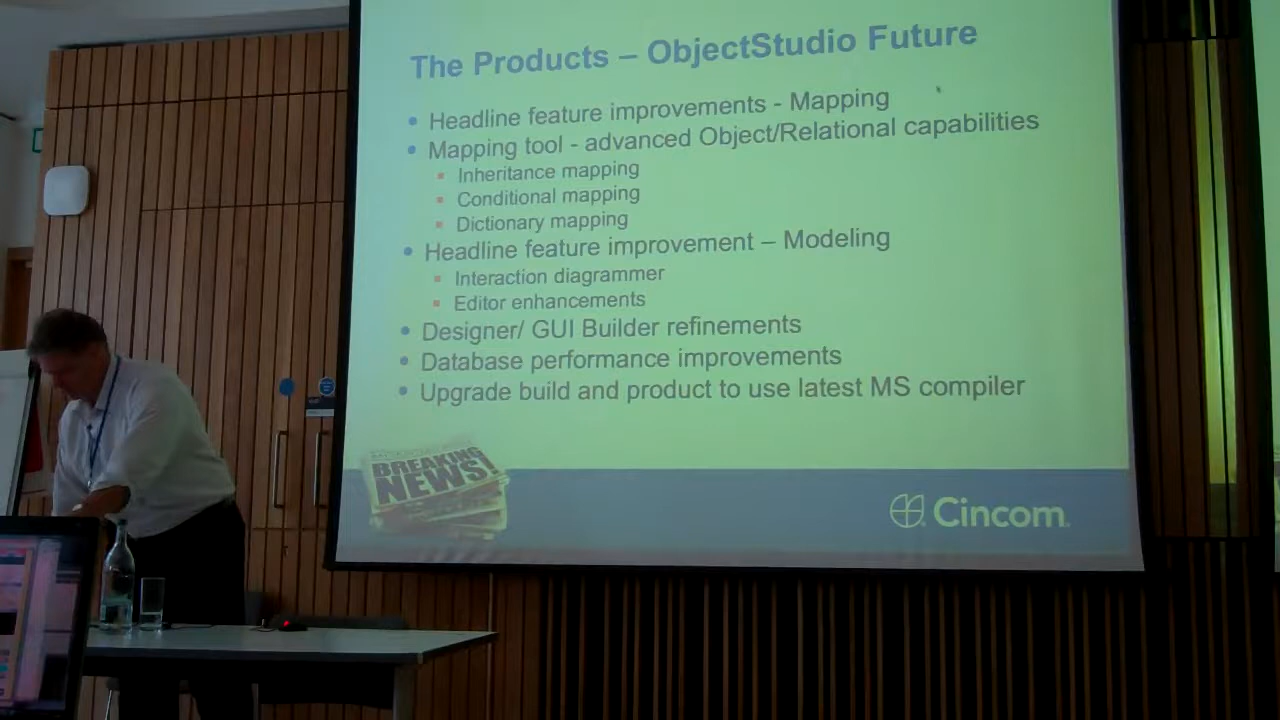 The Products – ObjectStudio Future
• Headline feature improvements - Mapping
• Mapping tool - advanced Object/Relational capabilities
▪ Inheritance mapping
▪ Conditional mapping
▪ Dictionary mapping
• Headline feature improvement – Modeling
▪ Interaction diagrammer
▪ Editor enhancements
• Designer/ GUI Builder refinements
• Database performance improvements
• Upgrade build and product to use latest MS compiler
BREAKING
NEWS!
Cincom